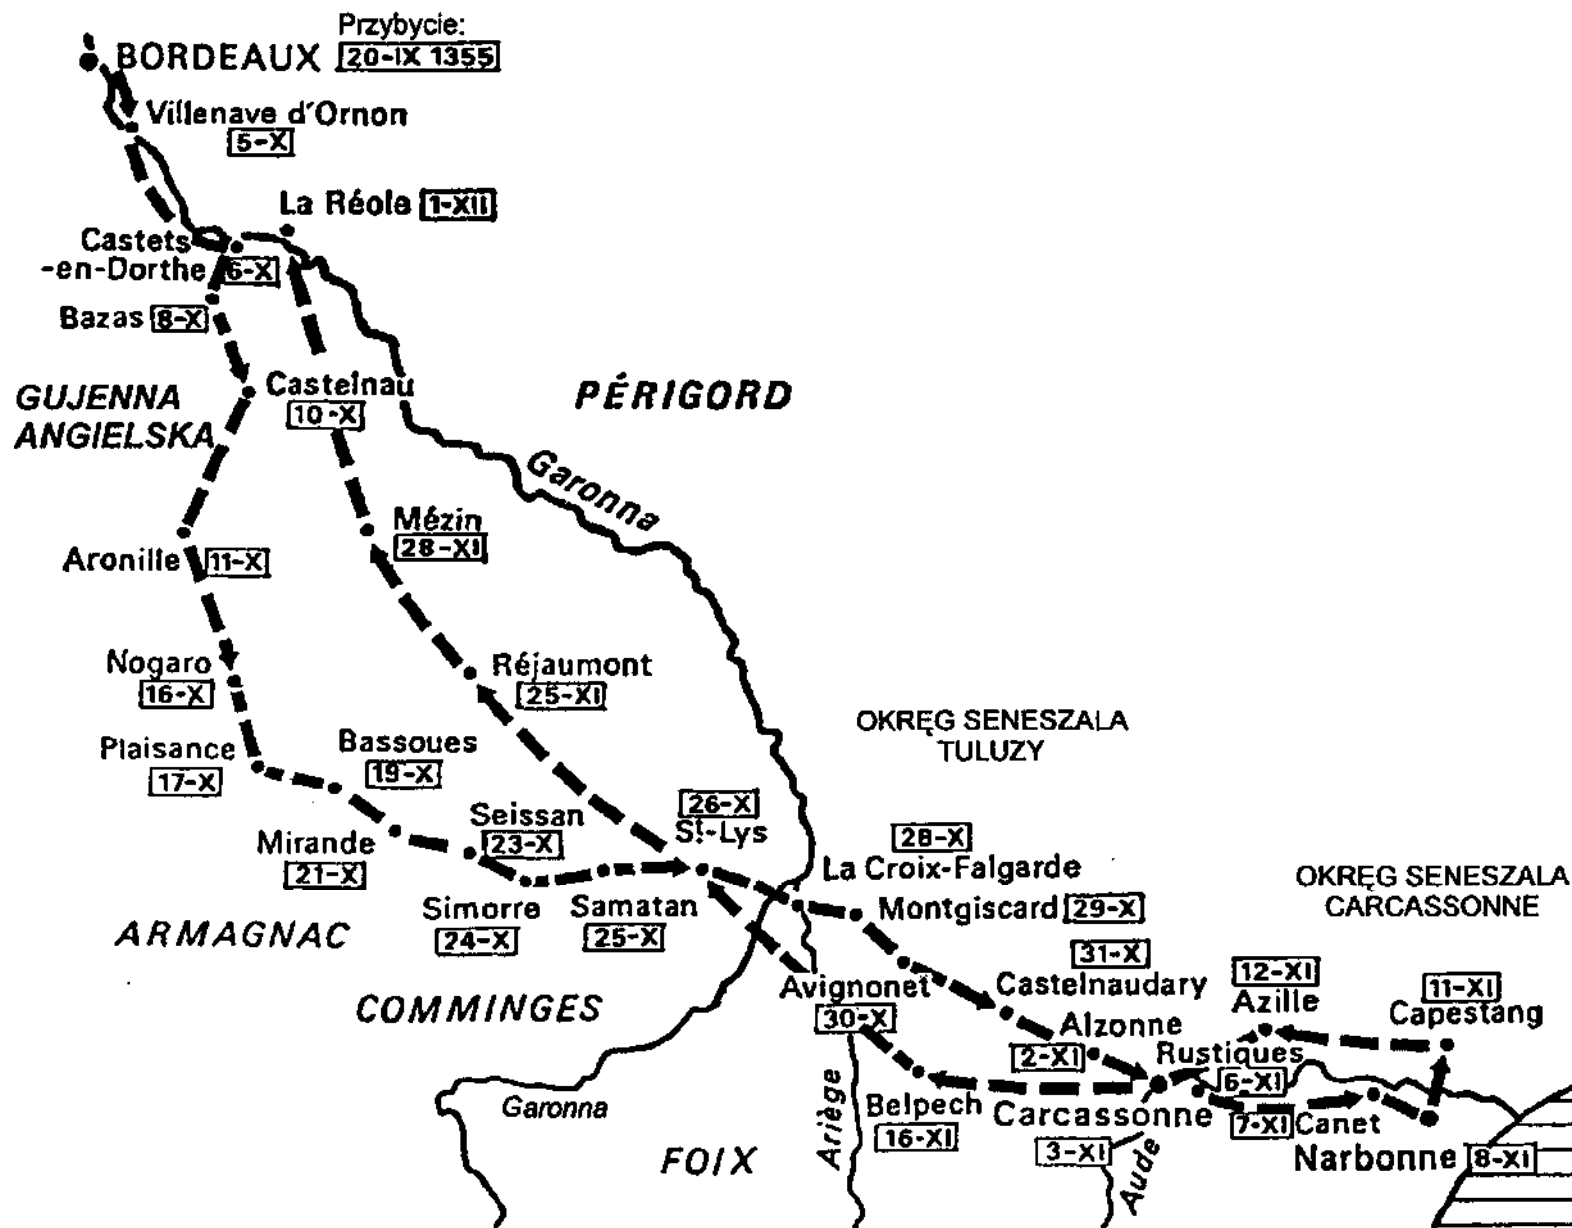 Przybycie:
BORDEAUX 20-IX 1355
Villenave d'Ornon
5-X
La Réole 1-XII
Castets
-en-Dorthe 6-X
Bazas 8-X
GUJENNA
ANGIELSKA
Castelnau
10-X
PÉRIGORD
Garonna
Mézin
28-XI
Aronille 11-X
Nogaro
16-X
Réjaumont
25-XI
Plaisance
17-X
Bassoues
19-X
OKRĘG SENESZALA
TULUZY
Mirande
21-X
Seissan
23-X
26-X
St-Lys
28-X
La Croix-Falgarde
Simorre
24-X
Samatan
25-X
Montgiscard 29-X
OKRĘG SENESZALA
CARCASSONNE
ARMAGNAC
COMMINGES
Avignonet
30-X
31-X
Castelnaudary
12-XI
Azille
11-XI
Capestang
Alzonne
2-XI
Rustiques
6-XI
Garonna
Ariège
Belpech
16-XI
Carcassonne
3-XI
Aude
7-XI Canet
Narbonne 8-XI
FOIX